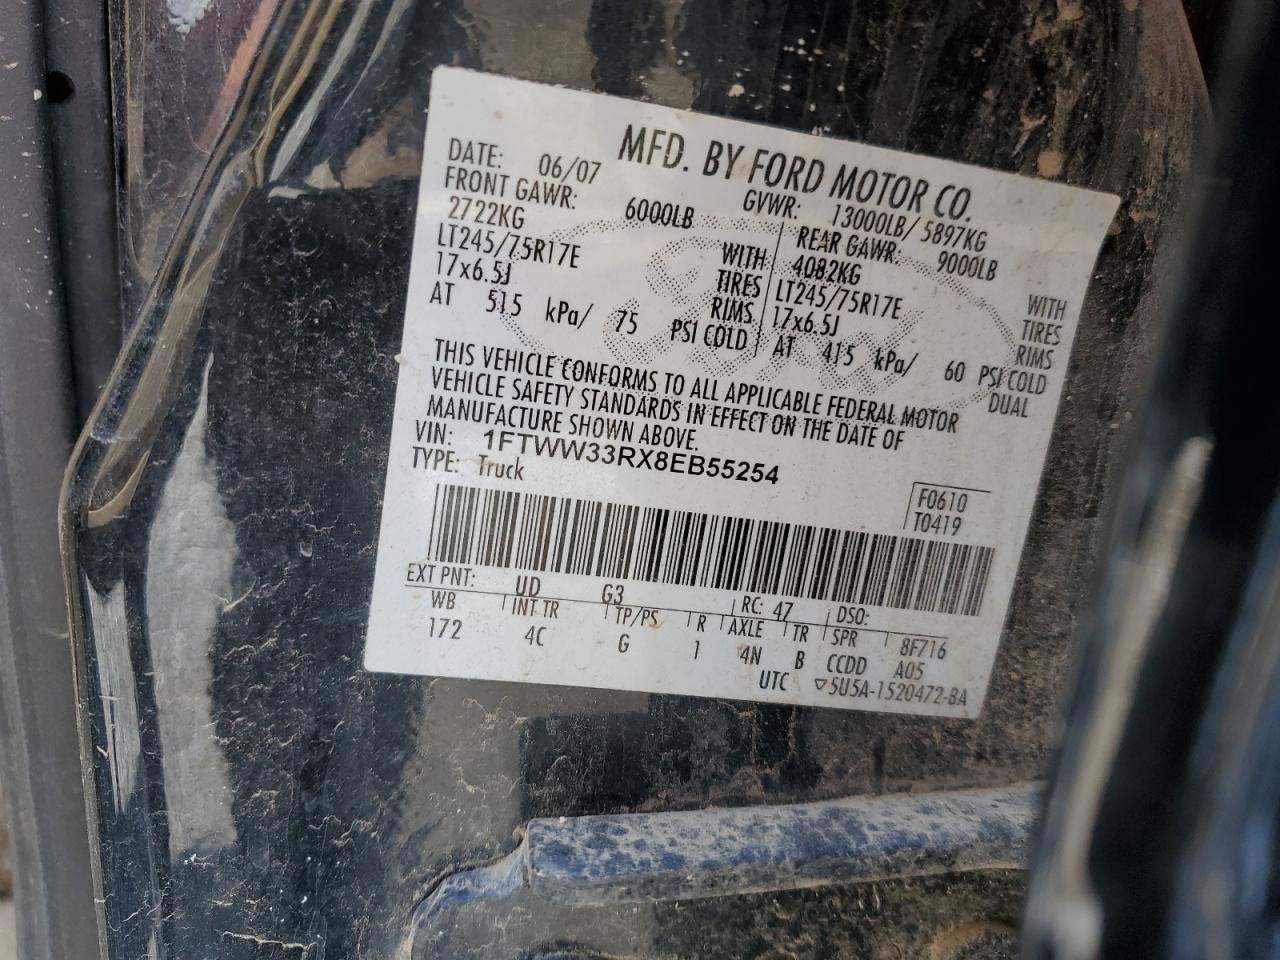 MFD. BY FORD MOTOR CO.
DATE: 06/07 GVWR: 13000LB/ 5897KG
FRONT GAWR: 6000LB REAR GAWR: 9000LB
2722KG WITH 4082KG WITH
LT245/75R17E TIRES LT245/75R17E TIRES
17x6.5J RIMS 17x6.5J RIMS
AT 515 kPa/ 75 PSI COLD AT 415 kPa/ 60 PSI COLD
DUAL
THIS VEHICLE CONFORMS TO ALL APPLICABLE FEDERAL MOTOR
VEHICLE SAFETY STANDARDS IN EFFECT ON THE DATE OF
MANUFACTURE SHOWN ABOVE.
VIN: 1FTWW33RX8EB55254
TYPE: Truck
F0610
T0419
EXT PNT: UD G3 RC: 47 DSO:
WB INT TR TP/PS R AXLE TR SPR 8F716
172 4C G 1 4N B CCDD A05
UTC ▽5U5A-1520472-BA